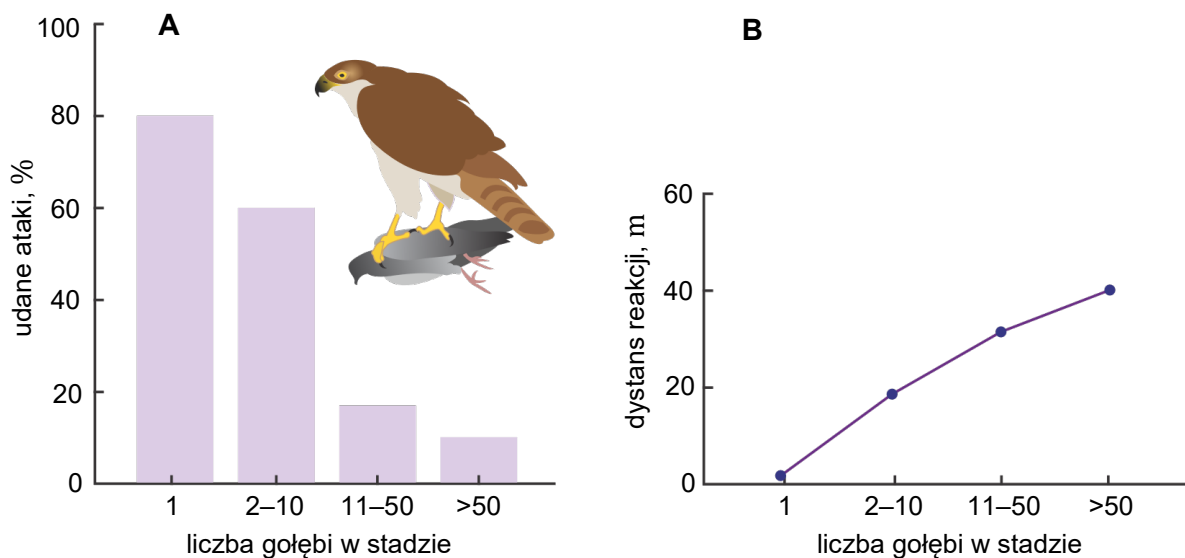 A
udane ataki, %
100
80
60
40
20
0
1 2–10 11–50 >50
liczba gołębi w stadzie
B
dystans reakcji, m
60
40
20
0
1 2–10 11–50 >50
liczba gołębi w stadzie